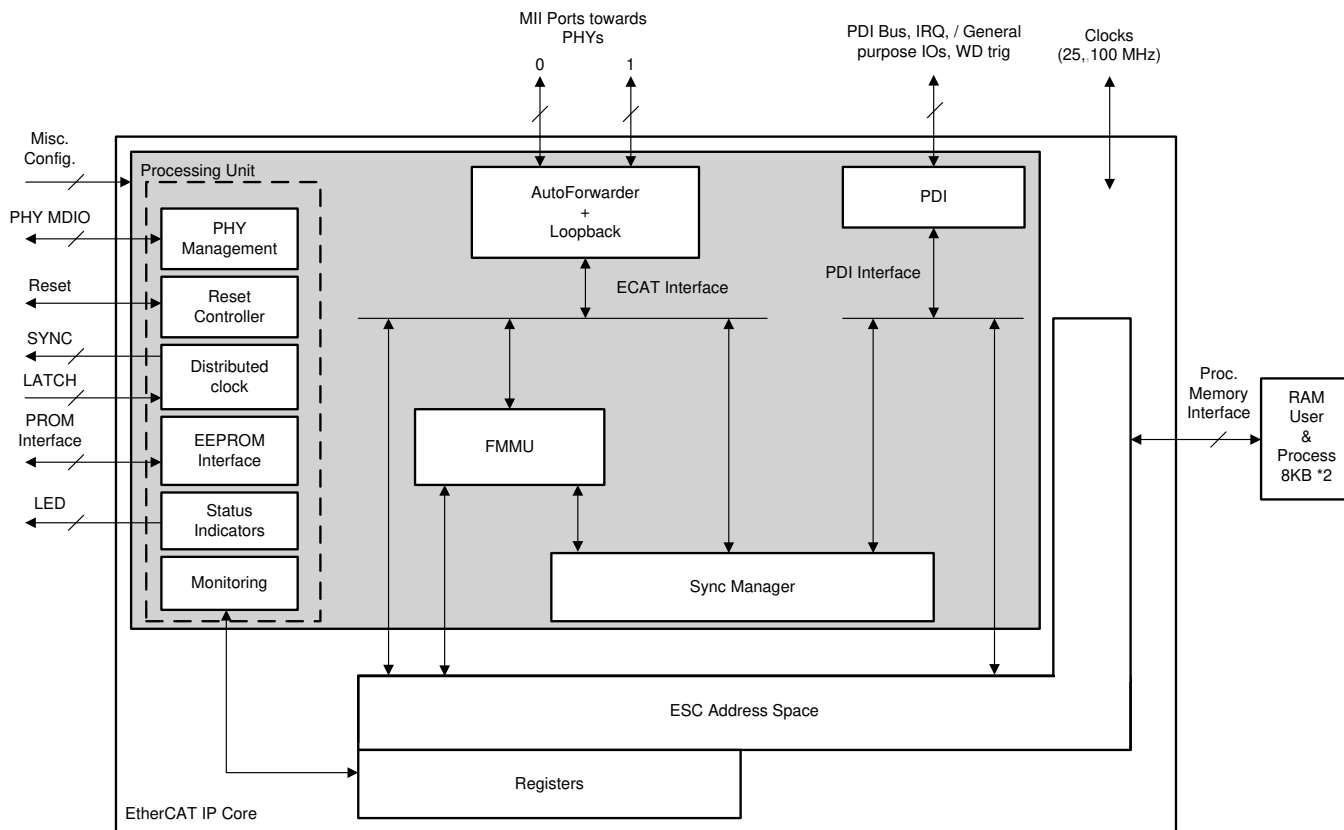 MII Ports towards
PHYs
0
1
PDI Bus, IRQ, / General
purpose IOs, WD trig
Clocks
(25,,100 MHz)
Misc.
Config.
Processing Unit
PHY MDIO
PHY
Management
Reset
Reset
Controller
SYNC
LATCH
Distributed
clock
PROM
Interface
EEPROM
Interface
LED
Status
Indicators
Monitoring
AutoForwarder
+
Loopback
PDI
ECAT Interface
PDI Interface
FMMU
Sync Manager
Proc.
Memory
Interface
RAM
User
&
Process
8KB *2
ESC Address Space
Registers
EtherCAT IP Core